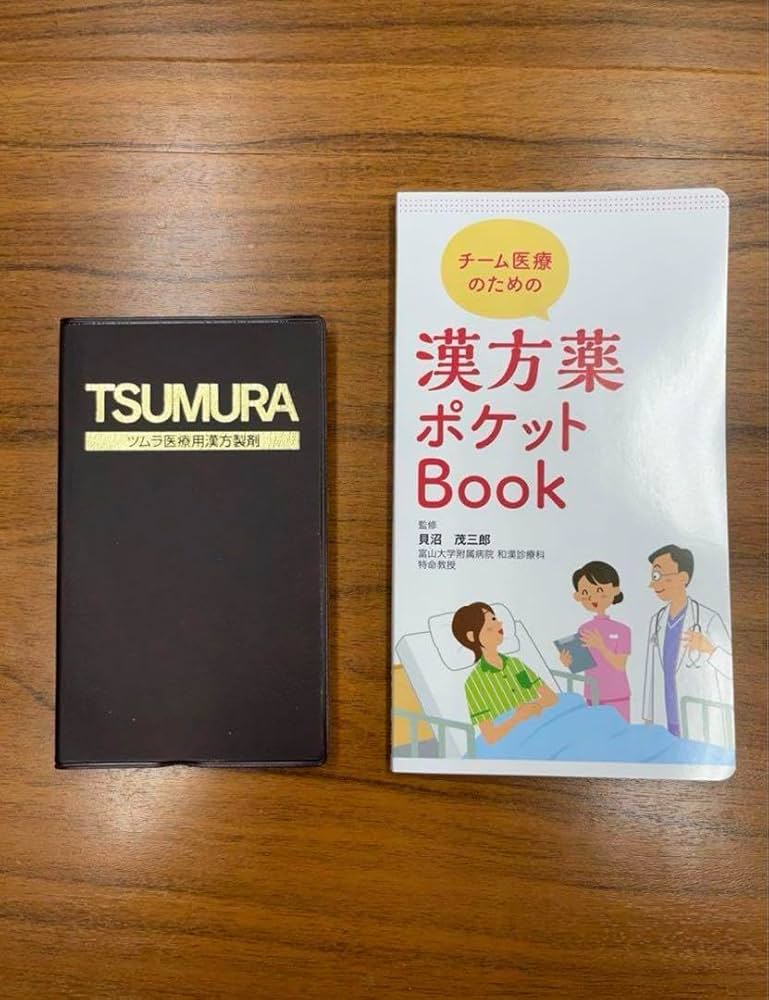 TSUMURA
ツムラ医療用漢方製剤
チーム医療
のための
漢方薬
ポケット
Book
監修
貝沼 茂三郎
富山大学附属病院 和漢診療科
特命教授